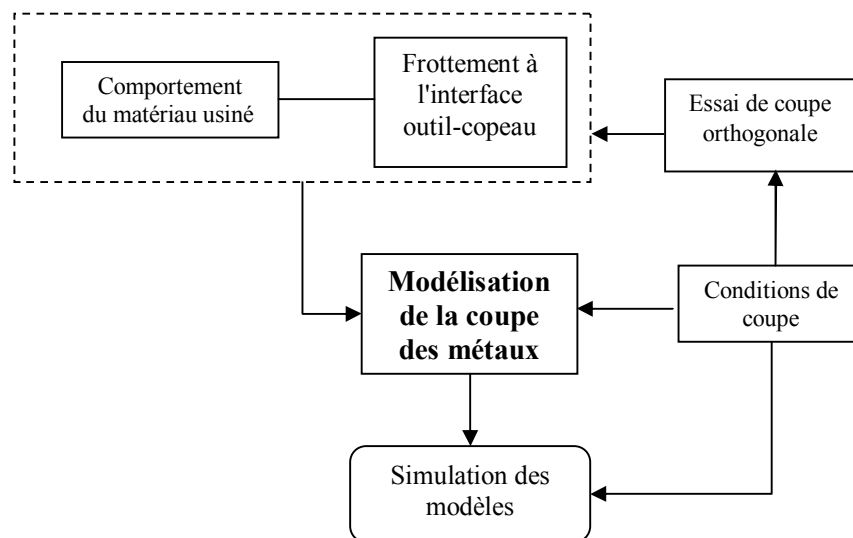 Comportement
du matèriau usiné
Frottement à
l'interface
outil-copeau
Essai de coupe
orthogonale
Modélisation
de la coupe
des métaux
Conditions de
coupe
Simulation des
modèles